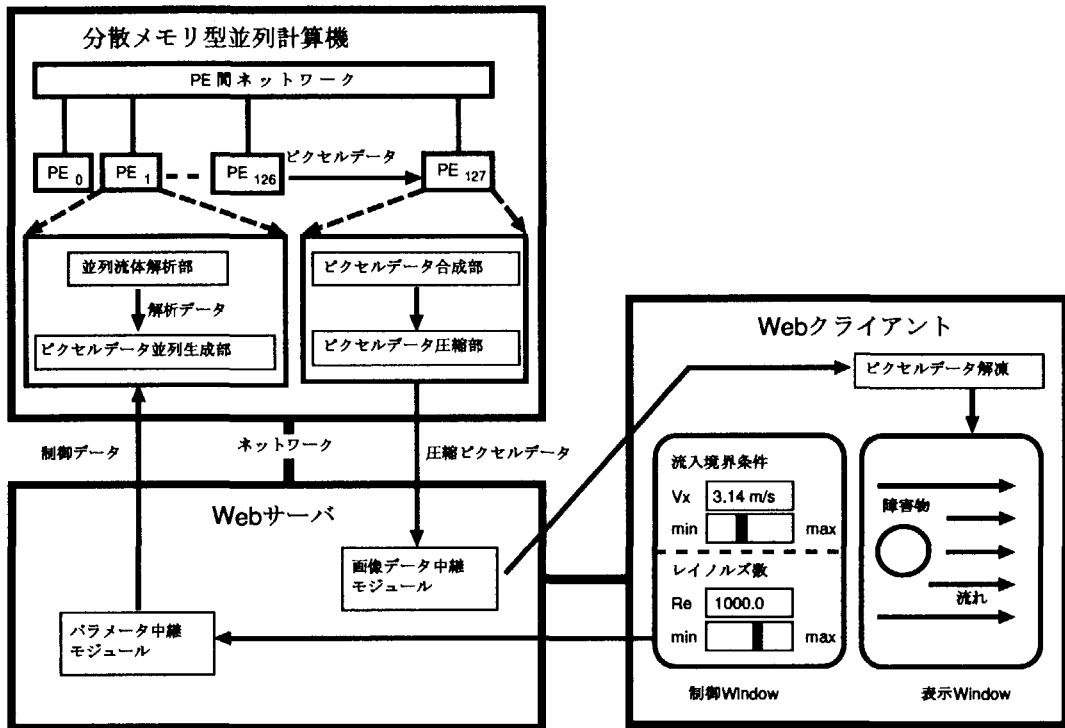 分散メモリ型並列計算機
PE間ネットワーク
PE 0
PE 1
PE 126
ピクセルデータ
PE 127
並列流体解析部
解析データ
ピクセルデータ並列生成部
ピクセルデータ合成部
ピクセルデータ圧縮部
制御データ
ネットワーク
圧縮ピクセルデータ
Webサーバ
画像データ中継
モジュール
パラメータ中継
モジュール
Webクライアント
ピクセルデータ解凍
流入境界条件
Vx 3.14 m/s
min max
レイノルズ数
Re 1000.0
min max
制御Window
障害物
流れ
表示Window